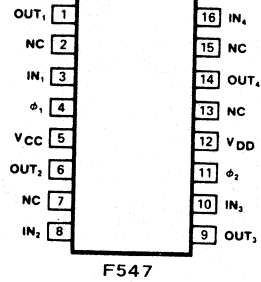 OUT₁ 1
NC 2
IN₁ 3
ϕ₁ 4
VCC 5
OUT₂ 6
NC 7
IN₂ 8
16 IN₄
15 NC
14 OUT₄
13 NC
12 VDD
11 ϕ₂
10 IN₃
9 OUT₃
F547